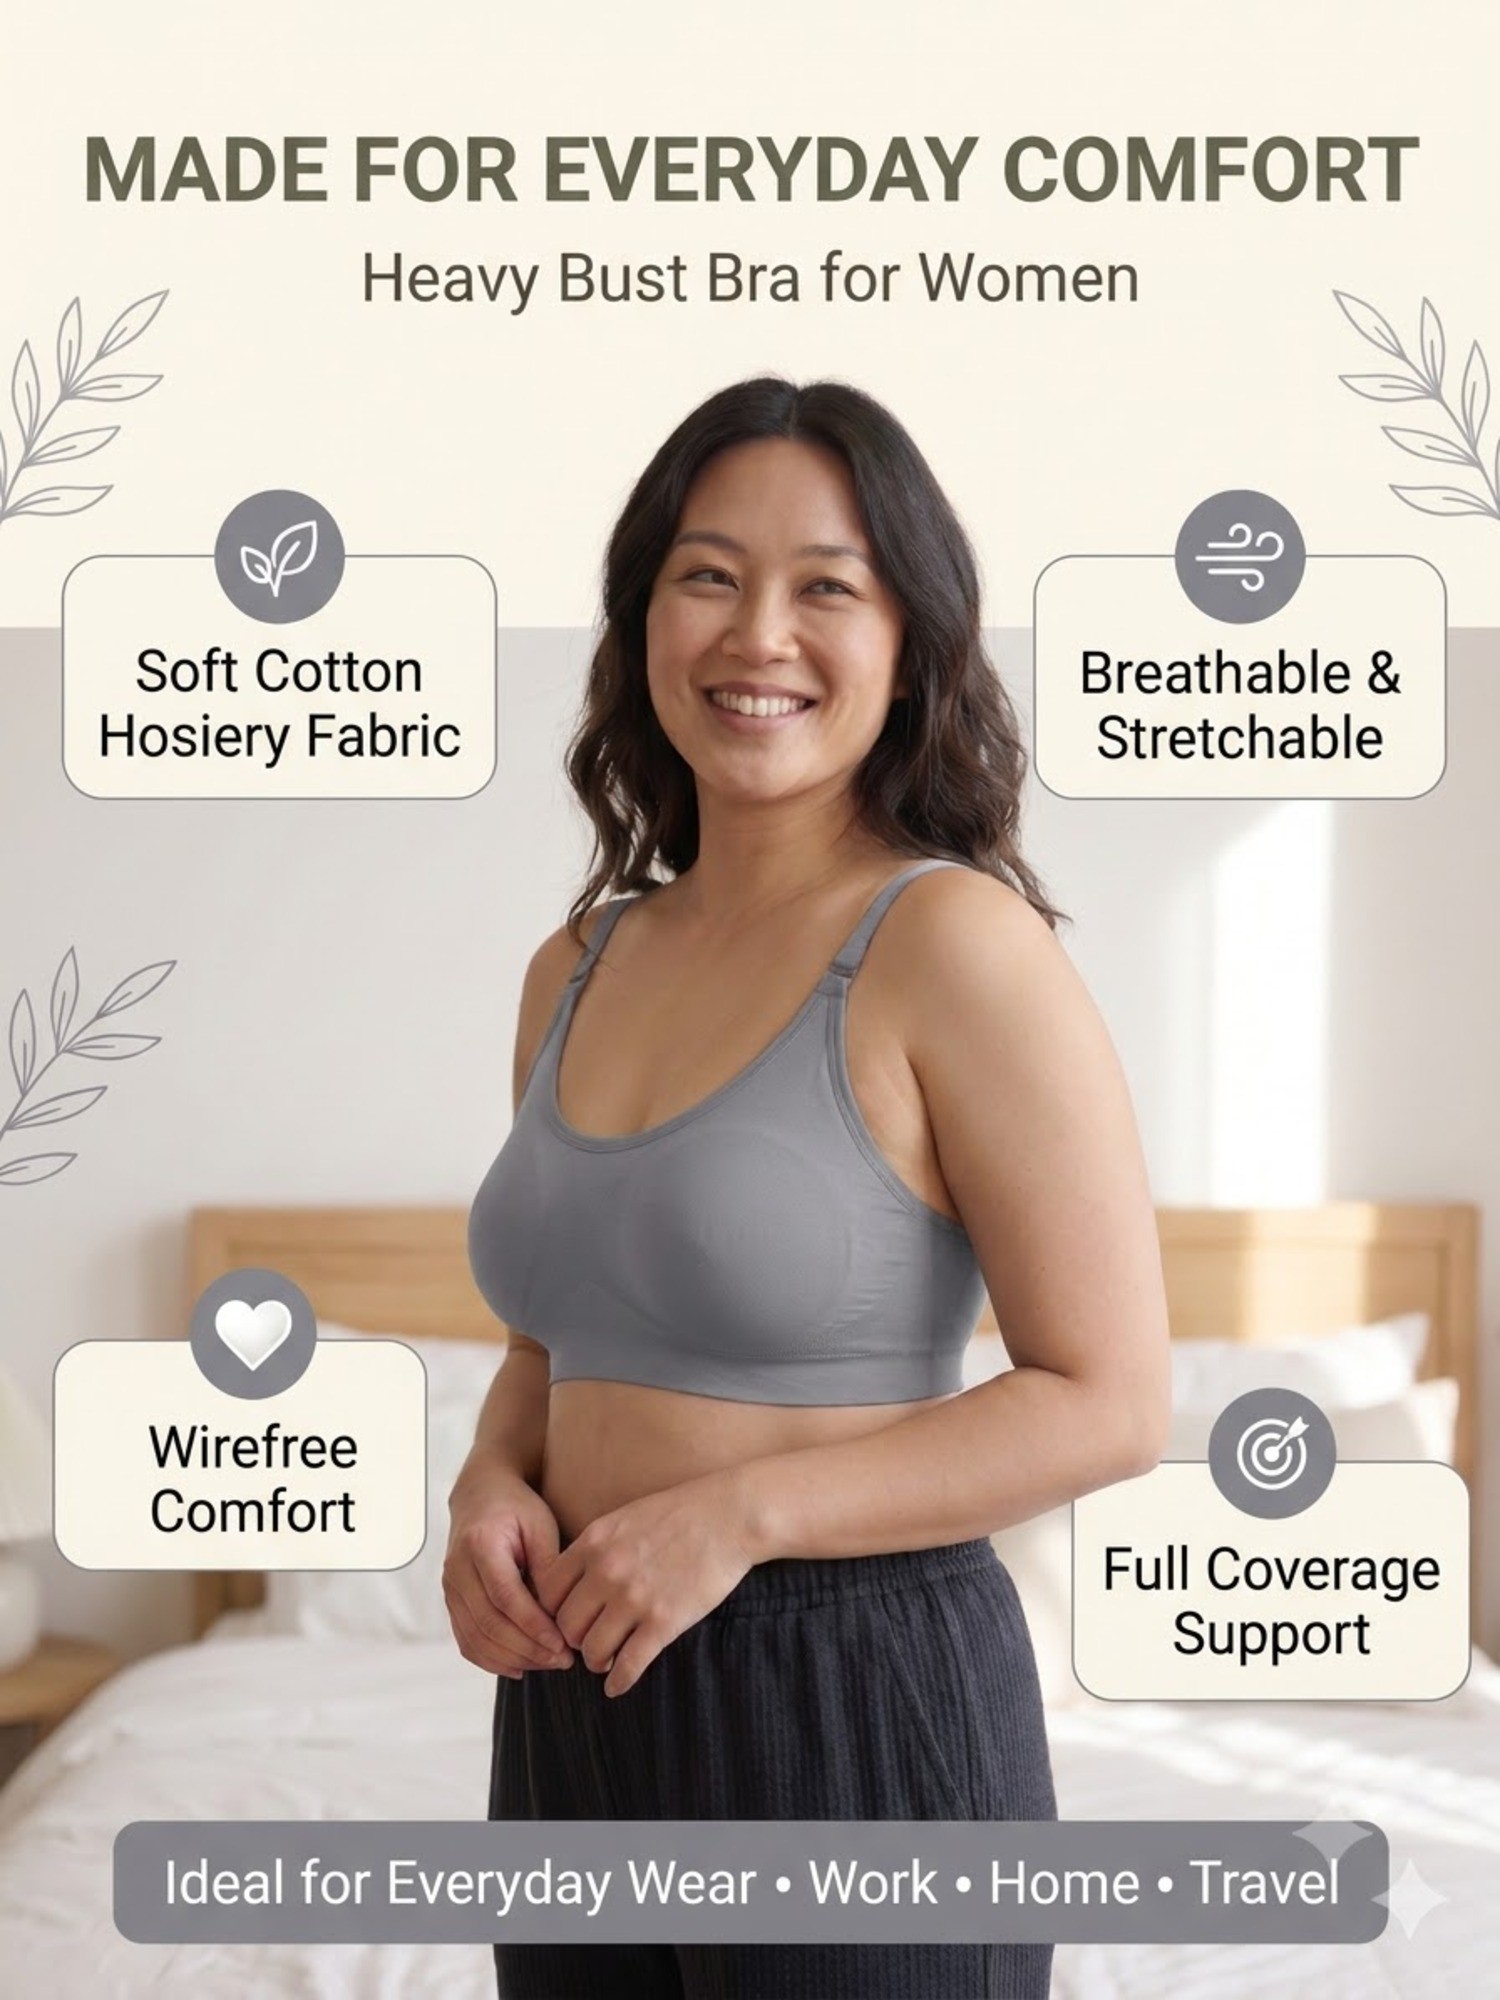 MADE FOR EVERYDAY COMFORT
Heavy Bust Bra for Women
Soft Cotton
Hosiery Fabric
Breathable &
Stretchable
Wirefree
Comfort
Full Coverage
Support
Ideal for Everyday Wear • Work • Home • Travel